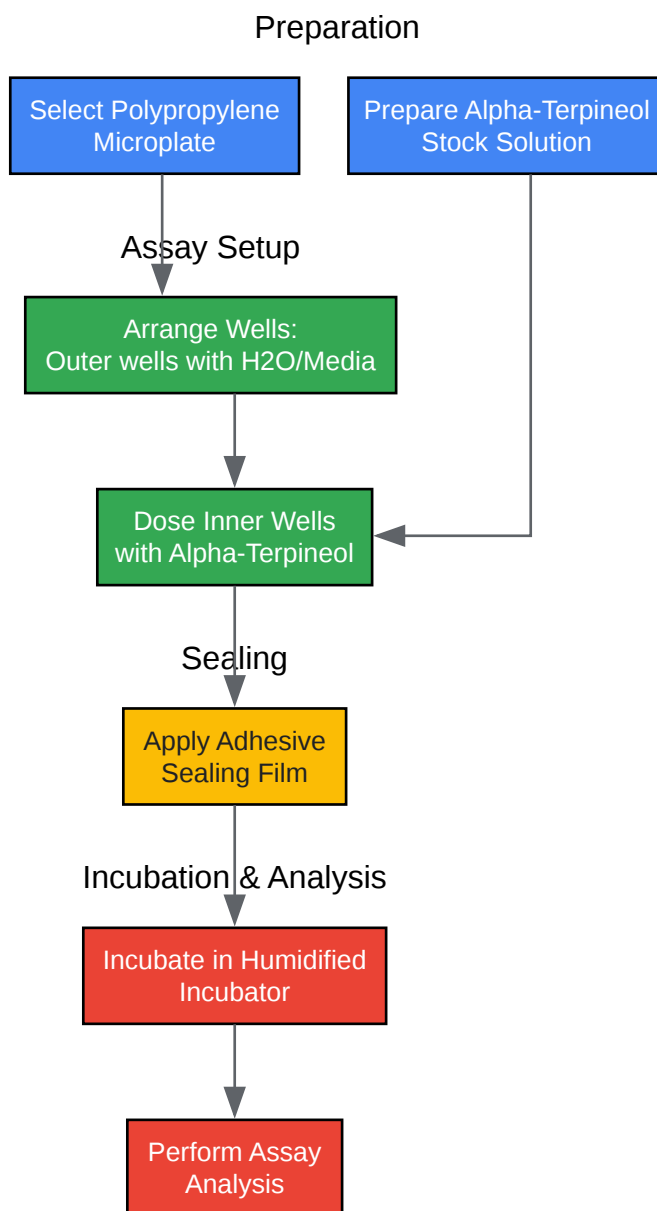 Preparation
Select Polypropylene
Microplate
Prepare Alpha-Terpineol
Stock Solution
Assay Setup
Arrange Wells:
Outer wells with H2O/Media
Dose Inner Wells
with Alpha-Terpineol
Sealing
Apply Adhesive
Sealing Film
Incubation & Analysis
Incubate in Humidified
Incubator
Perform Assay
Analysis